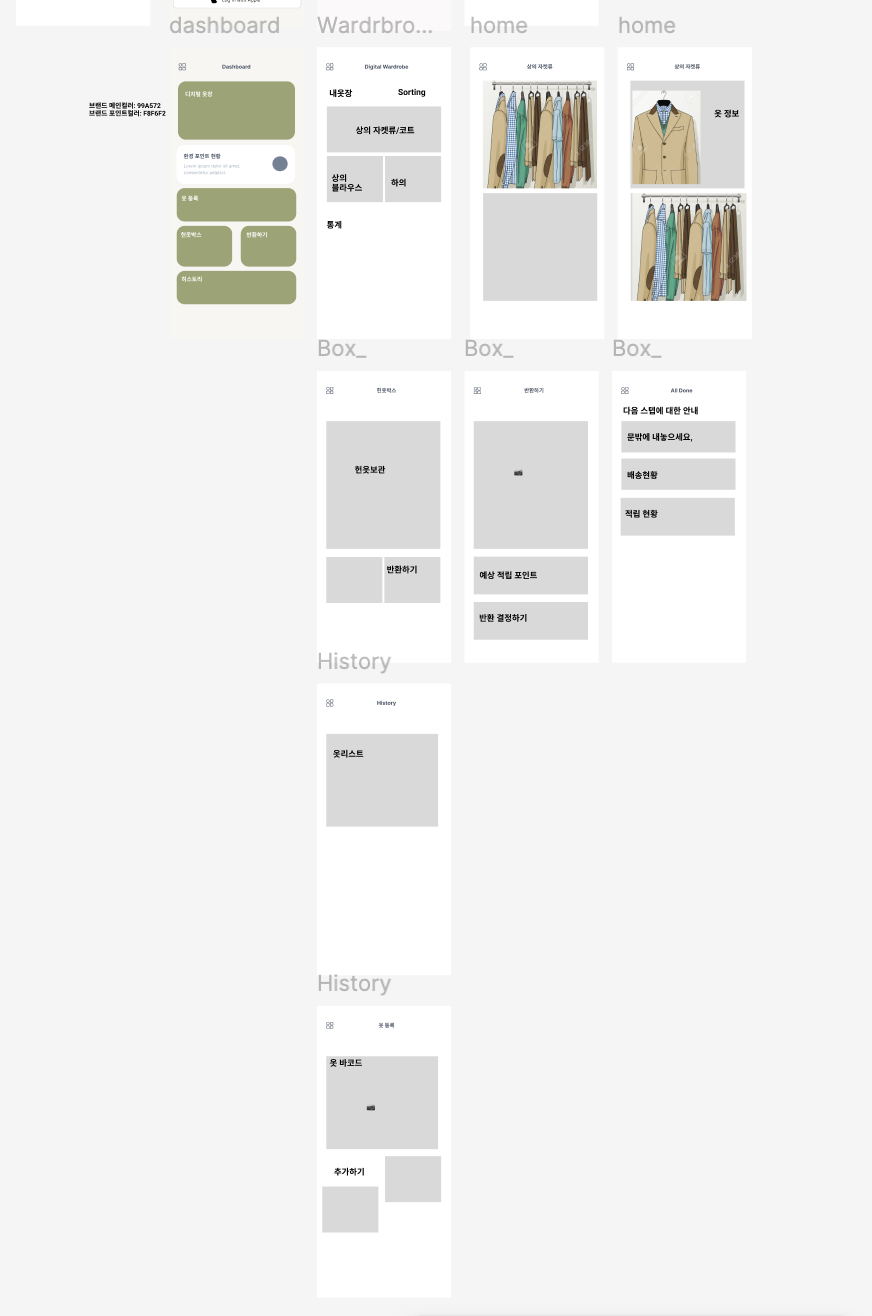 Log in with Apple
dashboard
Wardrbro...
home
home
Dashboard
디지털 옷장
브랜드 메인컬러: 99A572
브랜드 포인트컬러: F8F6F2
환경 포인트 현황
Lorem ipsum dolor sit amet,
consectetur adipisci
옷 등록
헌옷박스
반환하기
히스토리
Digital Wardrobe
내옷장
Sorting
상의 자켓류/코트
상의
블라우스
하의
통계
상의 자켓류
상의 자켓류
옷 정보
Box_
Box_
Box_
헌옷박스
헌옷보관
반환하기
반환하기
예상 적립 포인트
반환 결정하기
All Done
다음 스텝에 대한 안내
문밖에 내놓으세요,
배송현황
적립 현황
History
History
옷리스트
History
옷 등록
옷 바코드
추가하기